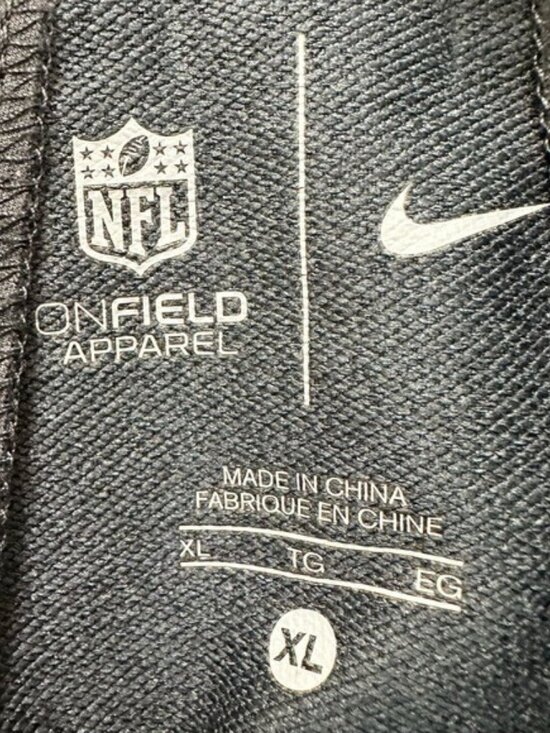 NFL
ONFIELD
APPAREL
MADE IN CHINA
FABRIQUE EN CHINE
XL TG EG
XL